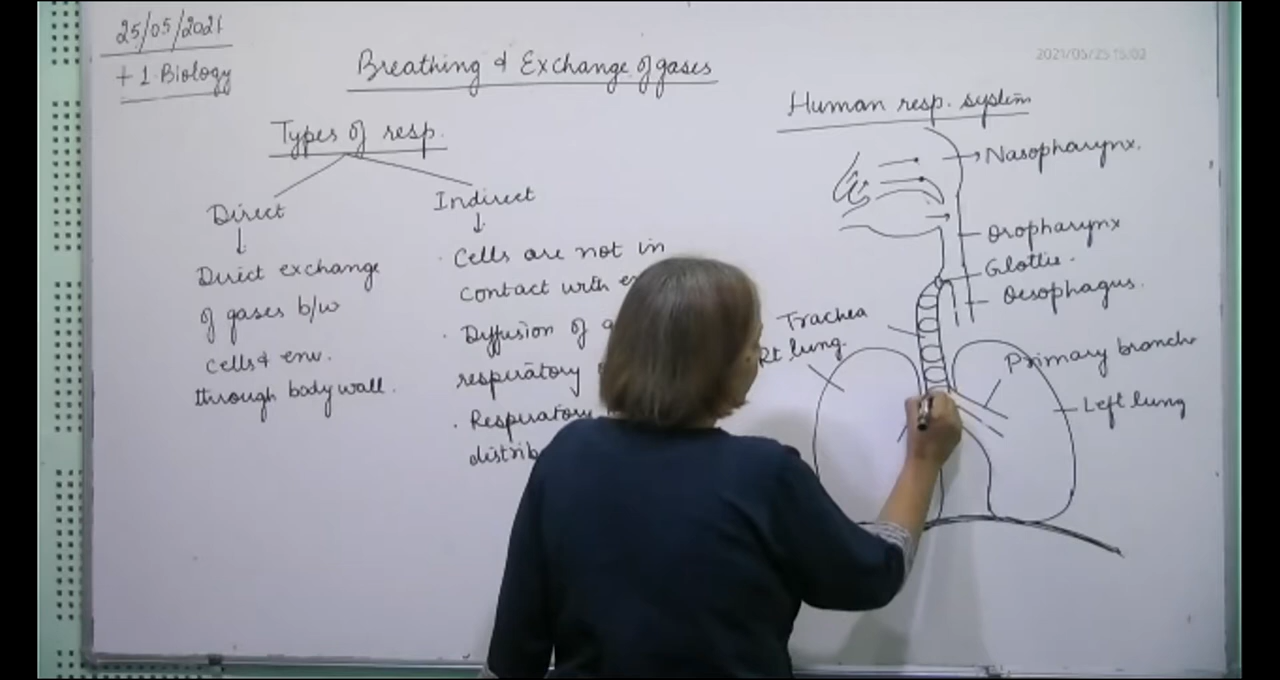 25/05/2021
+1 Biology
Breathing & Exchange of gases
2021/05/25 15:02
Types of resp.
Direct
Direct exchange
of gases b/w
cells & env.
through body wall.
Indirect
Cells are not in
contact with
Diffusion of
respiratory
Respiratory
Human resp. system
Nasopharynx.
Oropharynx
Glottis.
Oesophagus.
Trachea
Rt lung.
Primary bronch
Left lung